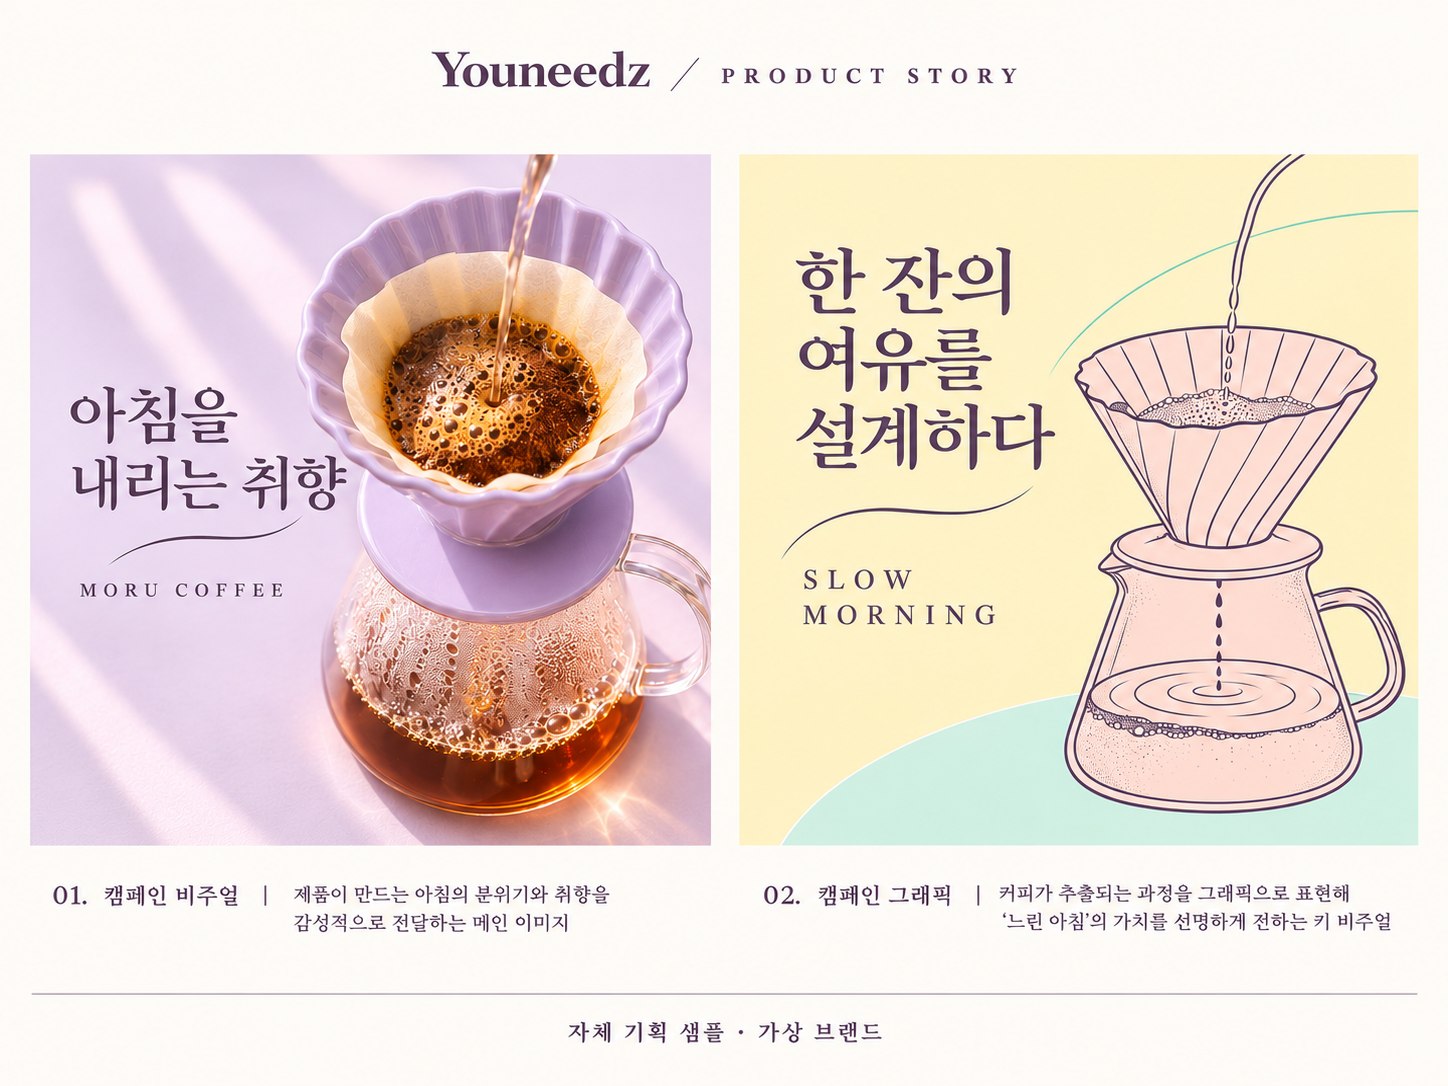 Youneedz / PRODUCT STORY
아침을
내리는 취향
MORU COFFEE
한 잔의
여유를
설계하다
SLOW
MORNING
01. 캠페인 비주얼 | 제품이 만드는 아침의 분위기와 취향을
감성적으로 전달하는 메인 이미지
02. 캠페인 그래픽 | 커피가 추출되는 과정을 그래픽으로 표현해
‘느린 아침’의 가치를 선명하게 전하는 키 비주얼
자체 기획 샘플 · 가상 브랜드